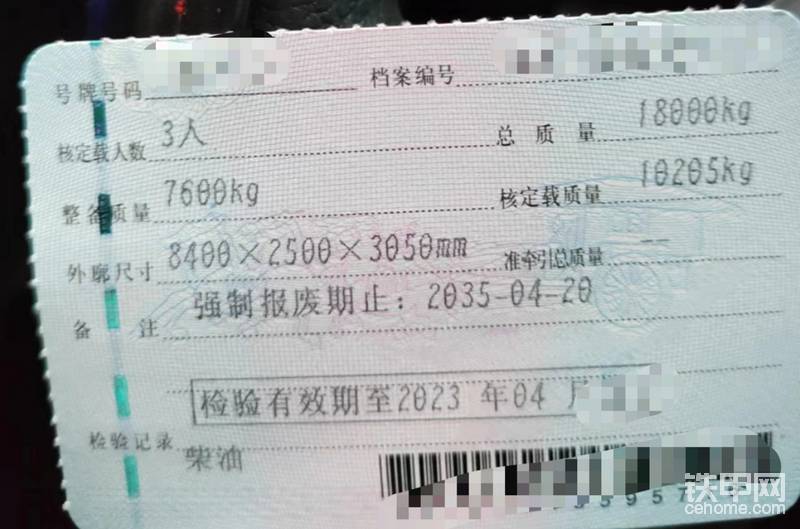 号牌号码 档案编号
核定载人数 3人 总质量 18000kg
整备质量 7600kg 核定载质量 10205kg
外廓尺寸 8400×2500×3050mm 准牵引总质量 --
备注 强制报废期止：2035-04-20
检验有效期至2023 年04 月
检验记录
柴油
5957
铁甲网
cehome.com